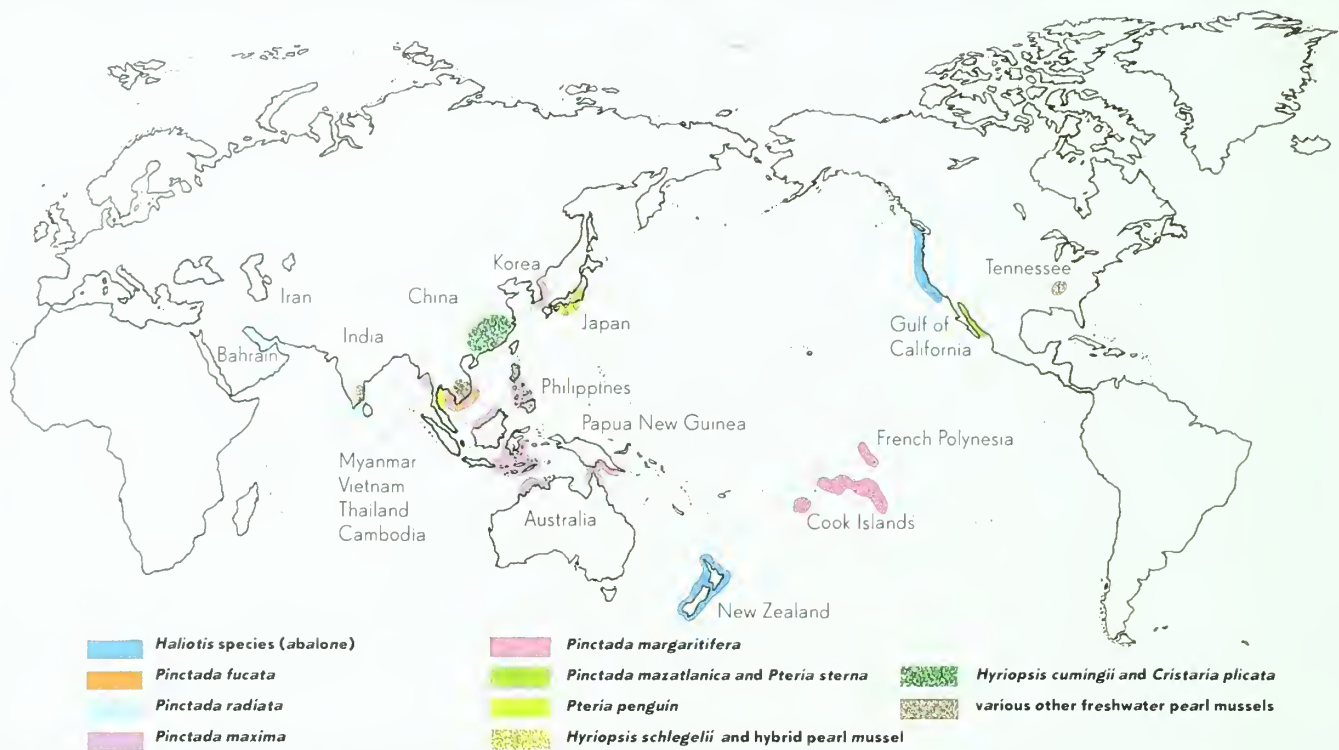 Korea
Iran
China
Tennessee
Japan
Gulf of
California
India
Bahrain
Philippines
Papua New Guinea
French Polynesia
Myanmar
Vietnam
Thailand
Cambodia
Australia
Cook Islands
New Zealand
Haliotis species (abalone)
Pinctada fucata
Pinctada radiata
Pinctada maxima
Pinctada margaritifera
Pinctada mazatlanica and Pteria sterna
Pteria penguin
Hyriopsis schlegelii and hybrid pearl mussel
Hyriopsis cumingii and Cristaria plicata
various other freshwater pearl mussels